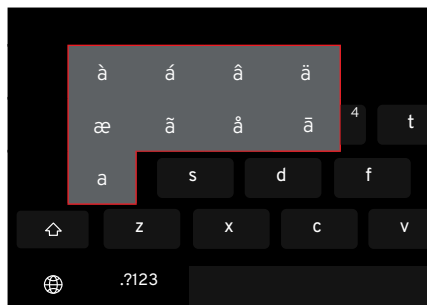 à á â ä
æ ã å ā 4 t
a s d f
z x c v
.?123